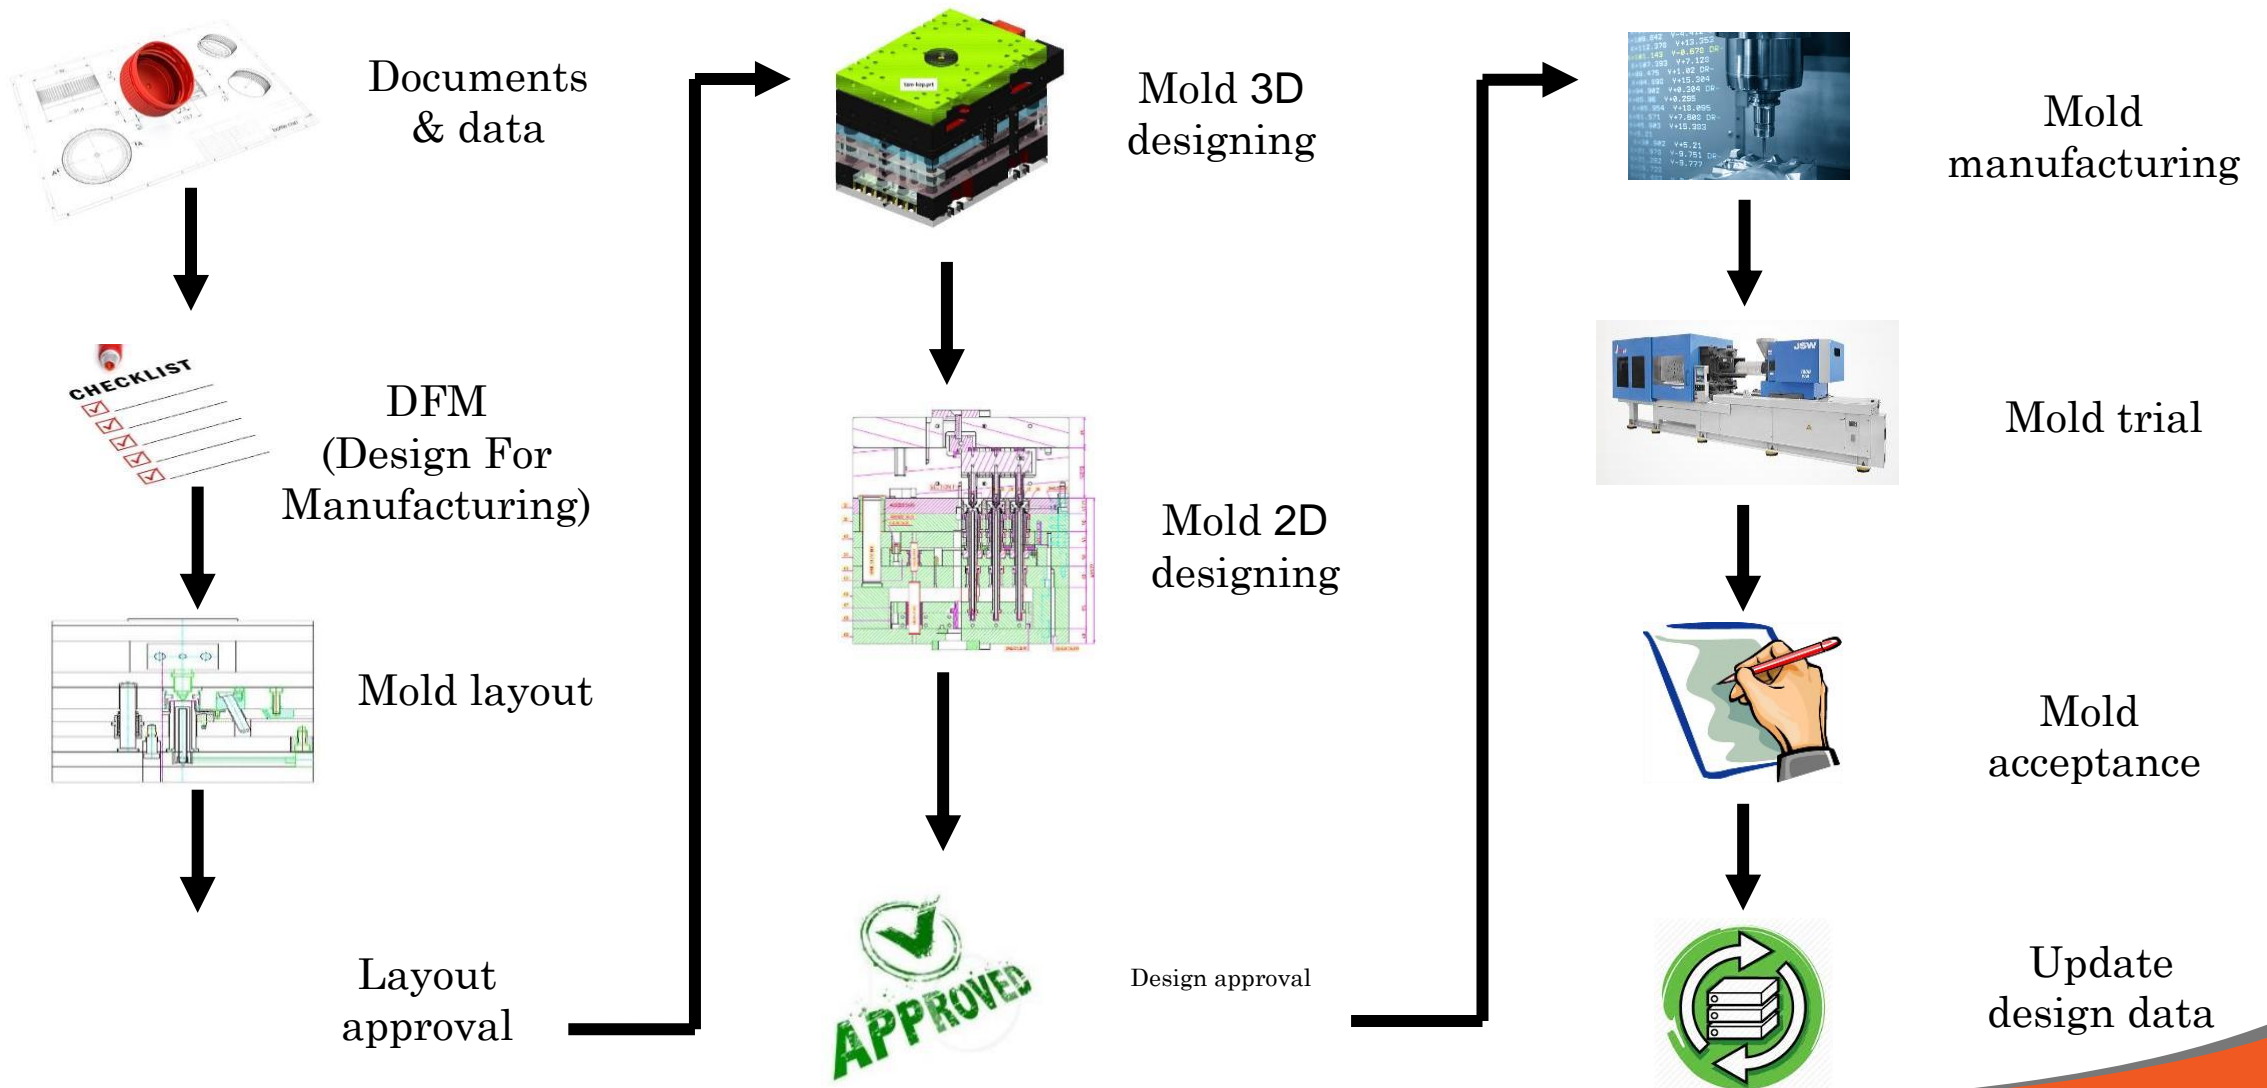 Documents
& data
CHECKLIST
DFM
(Design For
Manufacturing)
Mold layout
Layout
approval
Mold 3D
designing
Mold 2D
designing
APPROVED
Design approval
Mold
manufacturing
JSW
Mold trial
Mold
acceptance
Update
design data